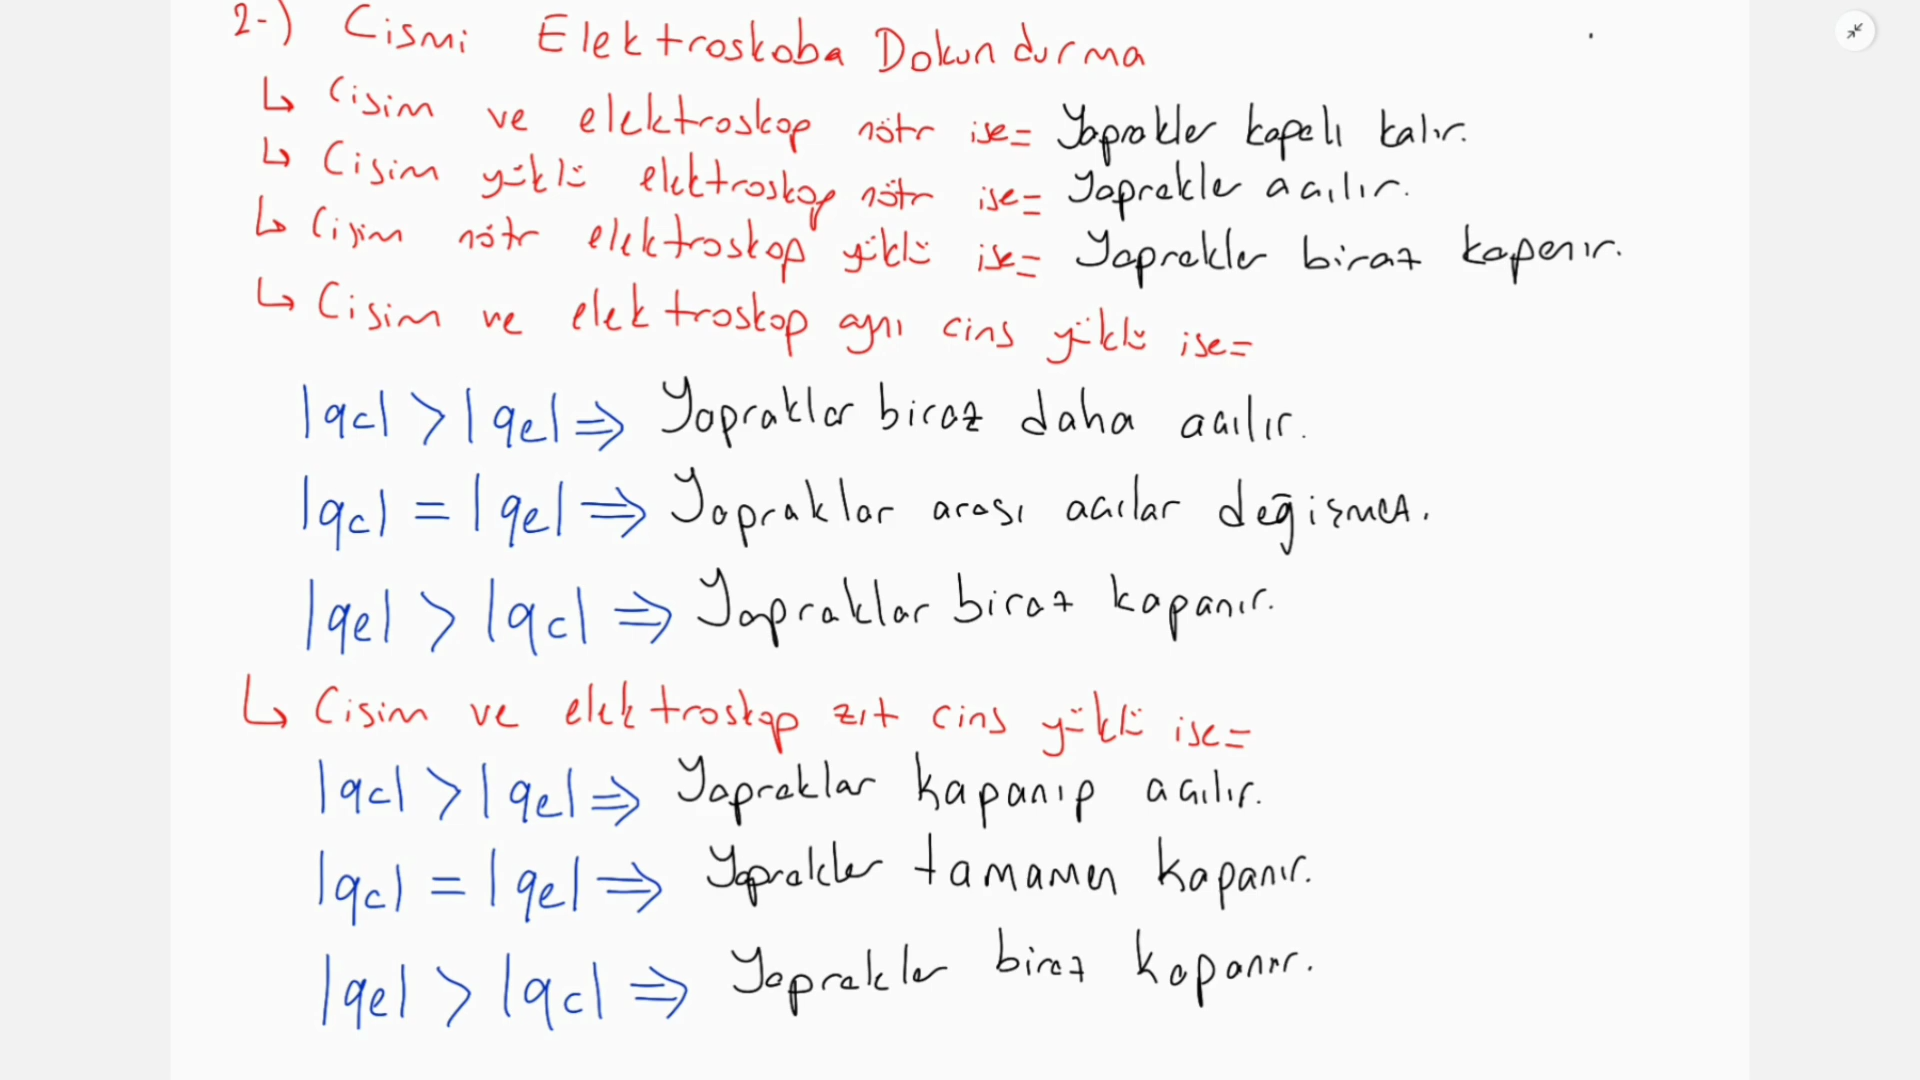 2-) Cismi Elektroskoba Dokundurma
↳ Cisim ve elektroskop nötr ise= Yapraklar kapalı kalır.
↳ Cisim yüklü elektroskop nötr ise= Yapraklar açılır.
↳ Cisim nötr elektroskop yüklü ise= Yapraklar biraz kapanır.
↳ Cisim ve elektroskop aynı cins yüklü ise=
|qc| > |qe| ⇒ Yapraklar biraz daha açılır.
|qc| = |qe| ⇒ Yapraklar arası açılar değişmez.
|qe| > |qc| ⇒ Yapraklar biraz kapanır.
↳ Cisim ve elektroskop zıt cins yüklü ise=
|qc| > |qe| ⇒ Yapraklar kapanıp açılır.
|qc| = |qe| ⇒ Yapraklar tamamen kapanır.
|qe| > |qc| ⇒ Yapraklar biraz kapanır.